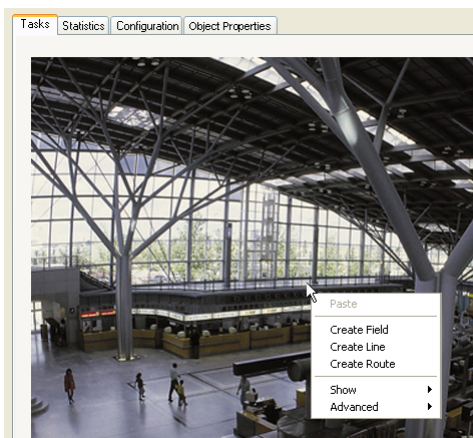 Tasks Statistics Configuration Object Properties
Paste
Create Field
Create Line
Create Route
Show
Advanced